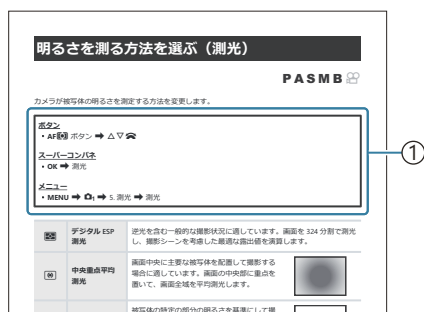 明るさを測る方法を選ぶ（測光）
PASMB
カメラが被写体の明るさを測定する方法を変更します。
ボタン
• AF ボタン ➡ △▽
スーパーコンパネ
• OK ➡ 測光
メニュー
• MENU ➡ 1 ➡ 5. 測光 ➡ 測光
①
デジタル ESP 測光
逆光を含む一般的な撮影状況に適しています。画面を 324 分割で測光
し、撮影シーンを考慮した最適な露出値を演算します。
中央重点平均
測光
画面中央に主要な被写体を配置して撮影する
場合に適しています。画面の中央部に重点を
置いて、画面全域を平均測光します。
被写体の特定の部分の明るさを基準にして撮